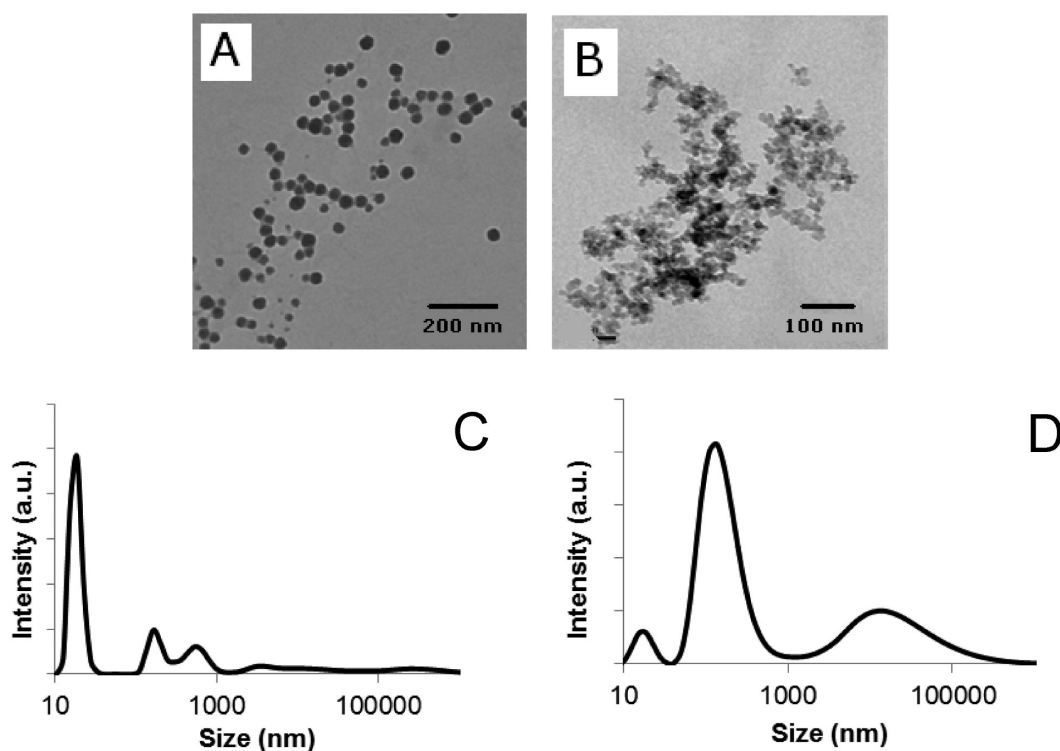 A
B
200 nm
100 nm
C
D
Intensity (a.u.)
Intensity (a.u.)
10
1000
100000
10
1000
100000
Size (nm)
Size (nm)